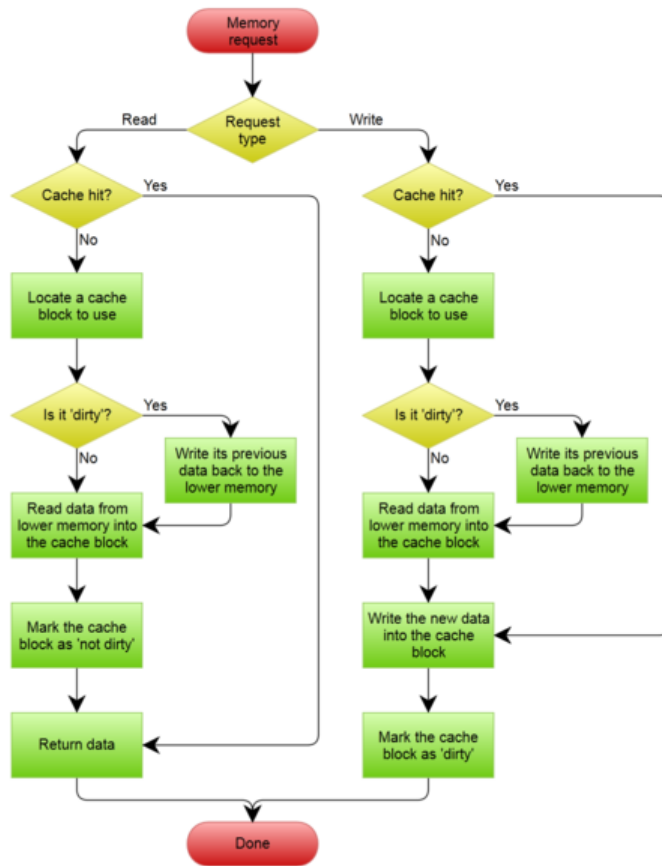 Memory
request
Request
type
Read
Write
Cache hit?
Yes
No
Locate a cache
block to use
Is it 'dirty'?
Yes
No
Write its previous
data back to the
lower memory
Read data from
lower memory into
the cache block
Mark the cache
block as 'not dirty'
Return data
Cache hit?
Yes
No
Locate a cache
block to use
Is it 'dirty'?
Yes
No
Write its previous
data back to the
lower memory
Read data from
lower memory into
the cache block
Write the new data
into the cache
block
Mark the cache
block as 'dirty'
Done